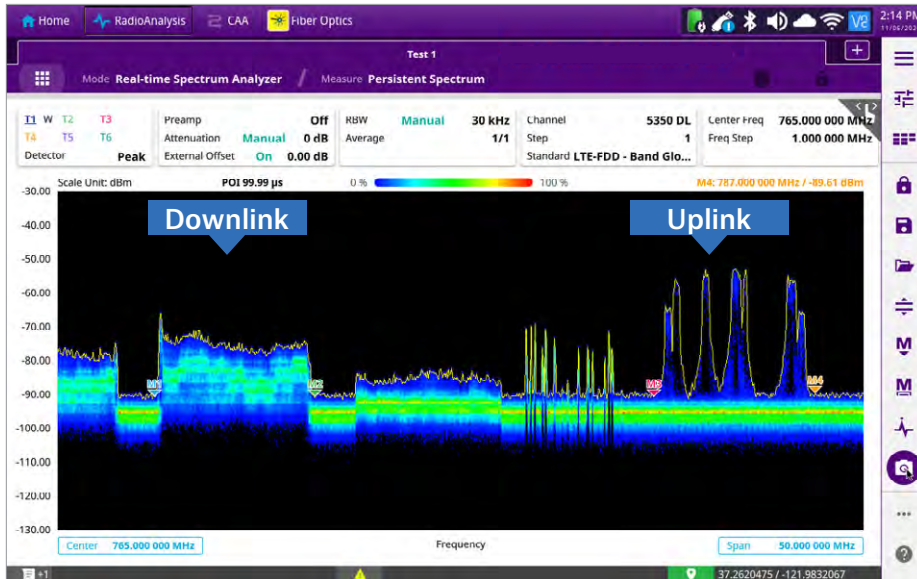 Home RadioAnalysis CAA Fiber Optics V2 2:14 PM
Test 1 +
Mode Real-time Spectrum Analyzer / Measure Persistent Spectrum
T1 W T2 T3 Preamp Off RBW Manual 30 kHz Channel 5350 DL Center Freq 765.000 000 MHz
T4 T5 T6 Attenuation Manual 0 dB Average 1/1 Step 1 Freq Step 1.000 000 MHz
Detector Peak External Offset On 0.00 dB Standard LTE-FDD - Band Glo...
-30.00 Scale Unit: dBm POI 99.99 µs 0 % 100 % M4: 787.000 000 MHz / -89.61 dBm
Downlink Uplink
-40.00
-50.00
-60.00
-70.00
-80.00
M1 M2 M3 M4
-90.00
-100.00
-110.00
-120.00
-130.00
Center 765.000 000 MHz Frequency Span 50.000 000 MHz
+1 37.2620475 / -121.9832067
M
M
?